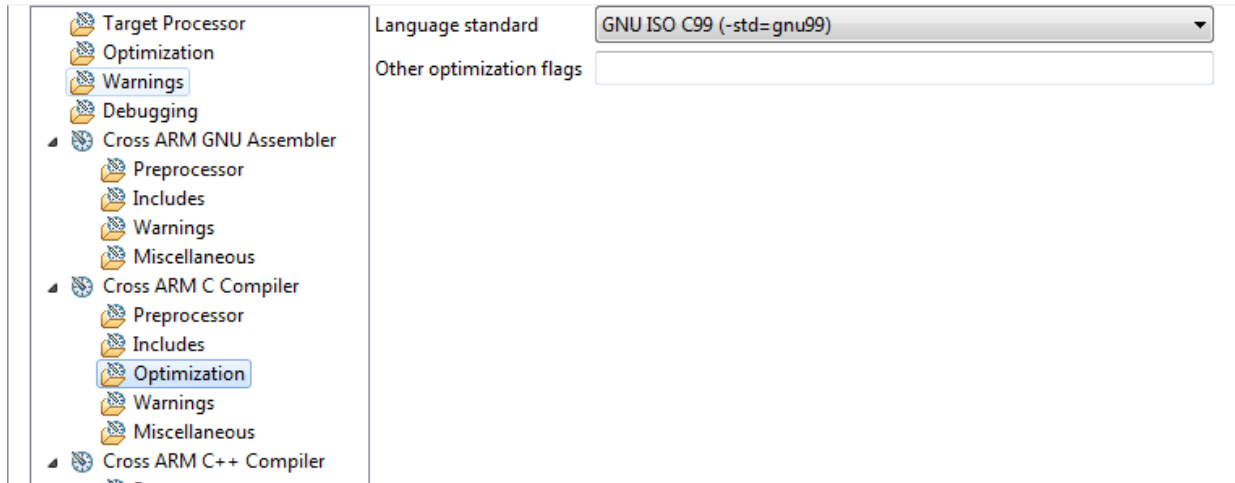 Target Processor
Optimization
Warnings
Debugging
Cross ARM GNU Assembler
Preprocessor
Includes
Warnings
Miscellaneous
Cross ARM C Compiler
Preprocessor
Includes
Optimization
Warnings
Miscellaneous
Cross ARM C++ Compiler
Language standard GNU ISO C99 (-std=gnu99)
Other optimization flags